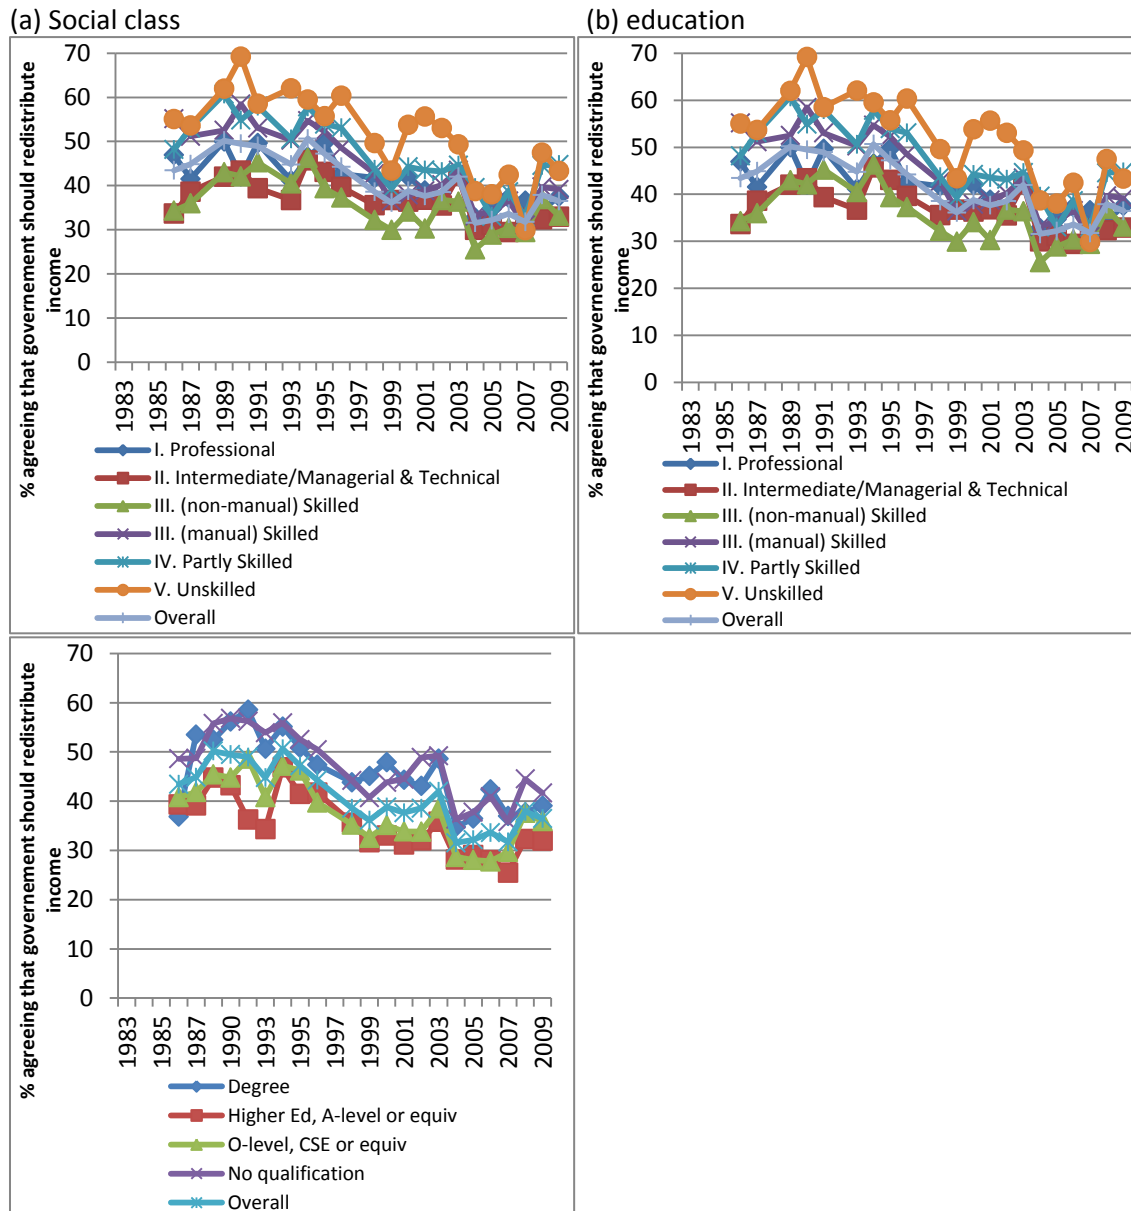 (a) Social class
% agreeing that governement should redistribute
income
70
60
50
40
30
20
10
0
1983
1985
1987
1989
1991
1993
1995
1997
1999
2001
2003
2005
2007
2009
I. Professional
II. Intermediate/Managerial & Technical
III. (non-manual) Skilled
III. (manual) Skilled
IV. Partly Skilled
V. Unskilled
Overall
(b) education
% agreeing that governement should redistribute
income
70
60
50
40
30
20
10
0
1983
1985
1987
1989
1991
1993
1995
1997
1999
2001
2003
2005
2007
2009
I. Professional
II. Intermediate/Managerial & Technical
III. (non-manual) Skilled
III. (manual) Skilled
IV. Partly Skilled
V. Unskilled
Overall
% agreeing that governement should redistribute
income
70
60
50
40
30
20
10
0
1983
1985
1987
1990
1993
1995
1997
1999
2001
2003
2005
2007
2009
Degree
Higher Ed, A-level or equiv
O-level, CSE or equiv
No qualification
Overall